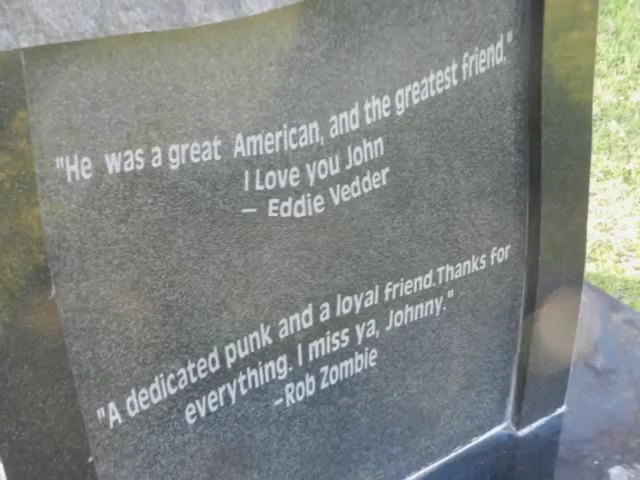 "He was a great American, and the greatest friend."
I Love you John
— Eddie Vedder
"A dedicated punk and a loyal friend.Thanks for
everything. I miss ya, Johnny."
-Rob Zombie